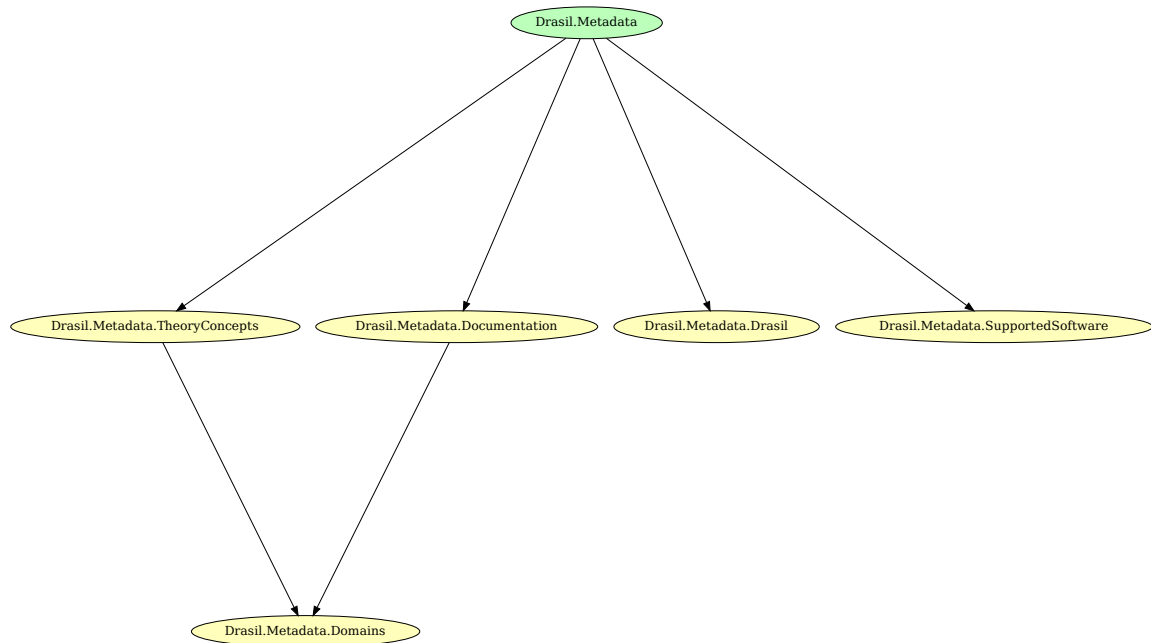 Drasil.Metadata
Drasil.Metadata.TheoryConcepts
Drasil.Metadata.Documentation
Drasil.Metadata.Drasil
Drasil.Metadata.SupportedSoftware
Drasil.Metadata.Domains